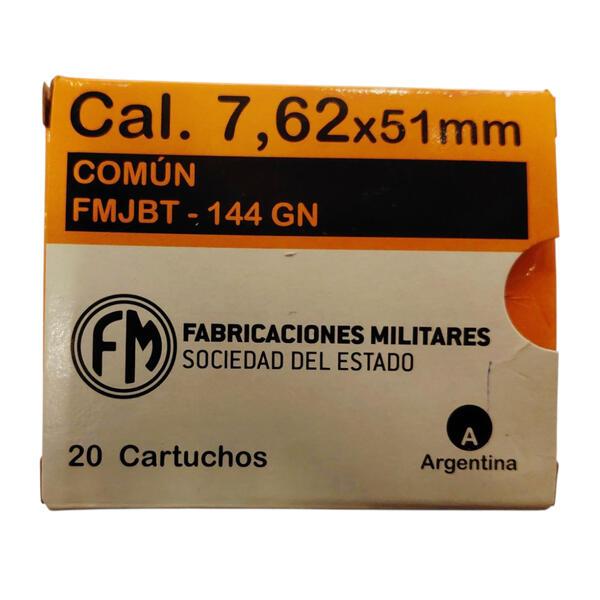 Cal. 7,62x51mm
COMÚN
FMJBT - 144 GN
FM
FABRICACIONES MILITARES
SOCIEDAD DEL ESTADO
A
20 Cartuchos
Argentina